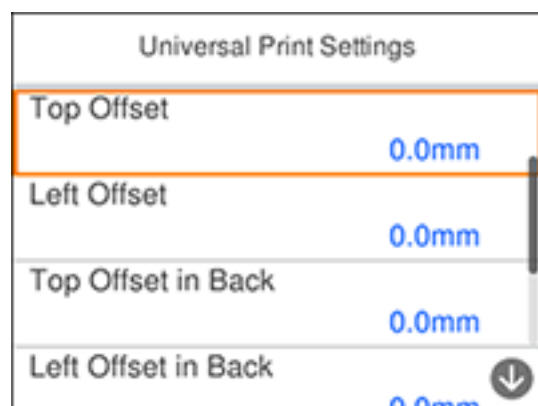 Universal Print Settings
Top Offset
0.0mm
Left Offset
0.0mm
Top Offset in Back
0.0mm
Left Offset in Back